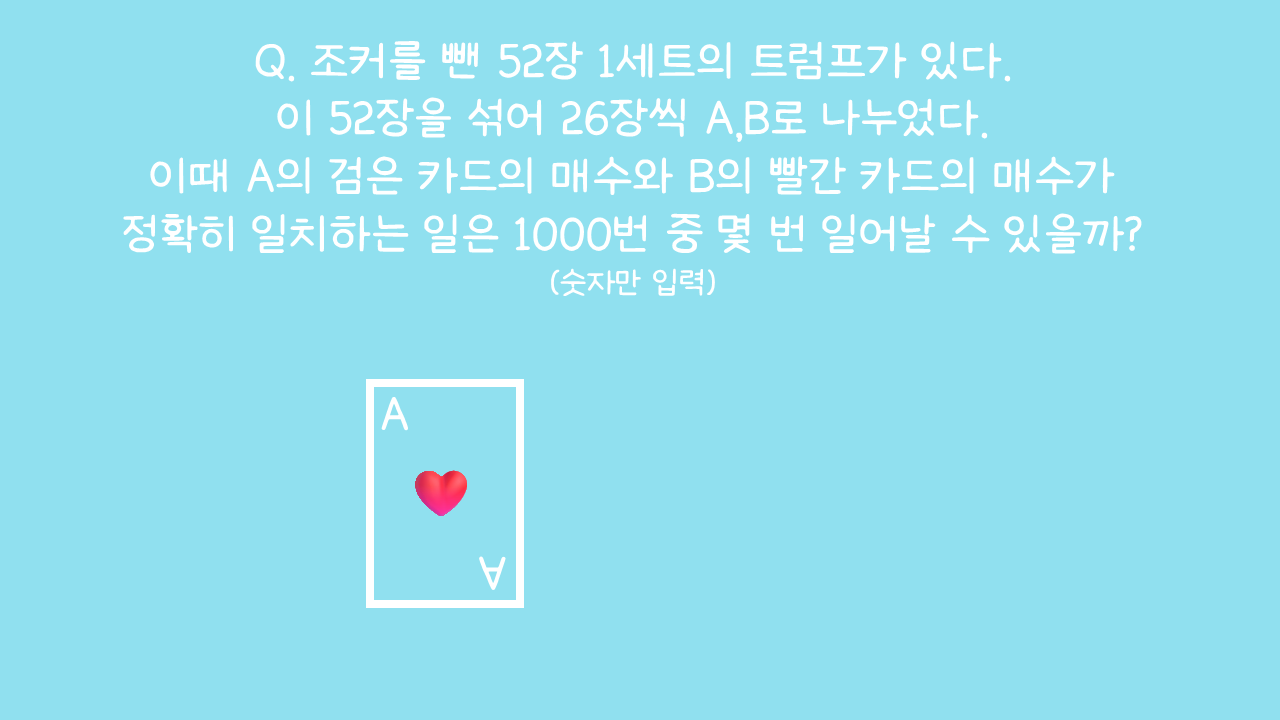 Q. 조커를 뺀 52장 1세트의 트럼프가 있다.
이 52장을 섞어 26장씩 A,B로 나누었다.
이때 A의 검은 카드의 매수와 B의 빨간 카드의 매수가
정확히 일치하는 일은 1000번 중 몇 번 일어날 수 있을까?
(숫자만 입력)
A
A